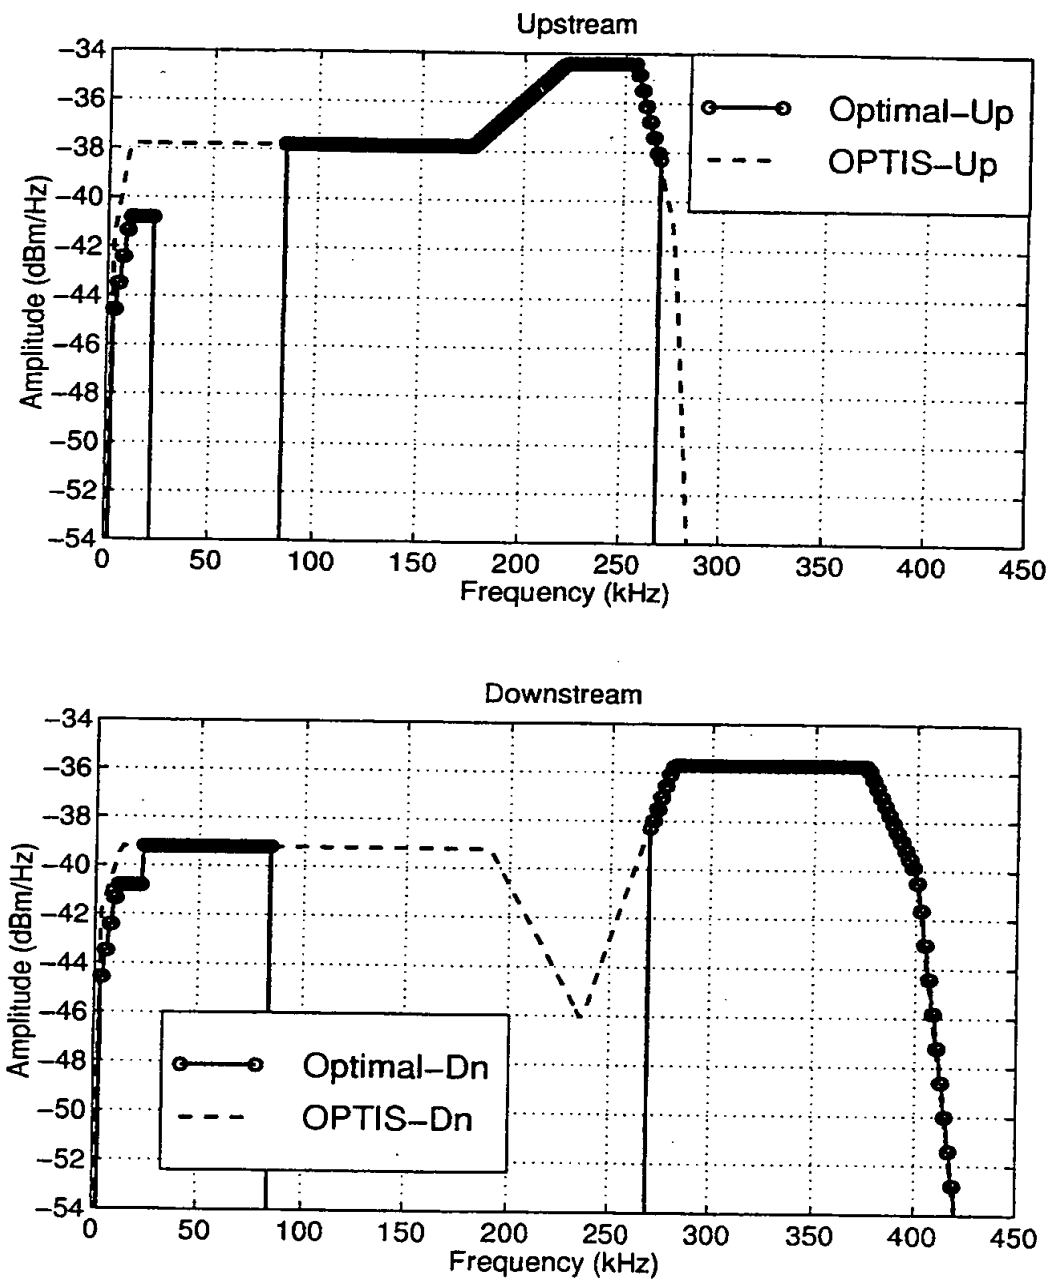 Upstream
−34
−36
−38
−40
−42
−44
−46
−48
−50
−52
−54
Amplitude (dBm/Hz)
Optimal−Up
OPTIS−Up
0 50 100 150 200 250 300 350 400 450
Frequency (kHz)
Downstream
−34
−36
−38
−40
−42
−44
−46
−48
−50
−52
−54
Amplitude (dBm/Hz)
Optimal−Dn
OPTIS−Dn
0 50 100 150 200 250 300 350 400 450
Frequency (kHz)